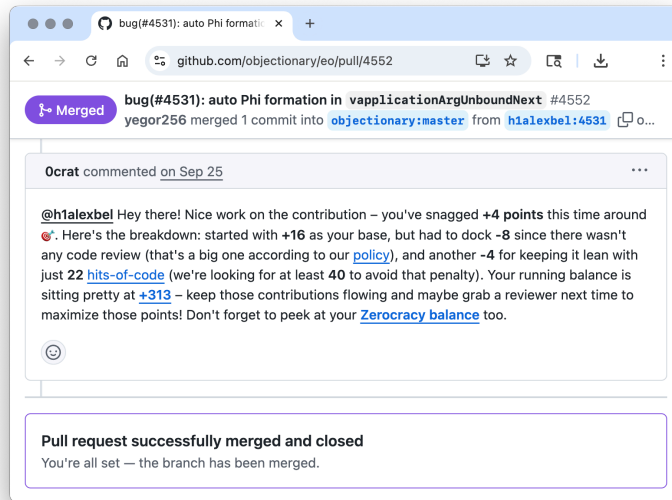 bug(#4531): auto Phi formatic
github.com/objectionary/eo/pull/4552
Merged
bug(#4531): auto Phi formation in vapplicationArgUnboundNext #4552
yegor256 merged 1 commit into objectionary:master from h1alexbel:4531 o...
0crat commented on Sep 25
@h1alexbel Hey there! Nice work on the contribution – you've snagged +4 points this time around
🎯. Here's the breakdown: started with +16 as your base, but had to dock -8 since there wasn't
any code review (that's a big one according to our policy), and another -4 for keeping it lean with
just 22 hits-of-code (we're looking for at least 40 to avoid that penalty). Your running balance is
sitting pretty at +313 – keep those contributions flowing and maybe grab a reviewer next time to
maximize those points! Don't forget to peek at your Zerocracy balance too.
Pull request successfully merged and closed
You're all set — the branch has been merged.